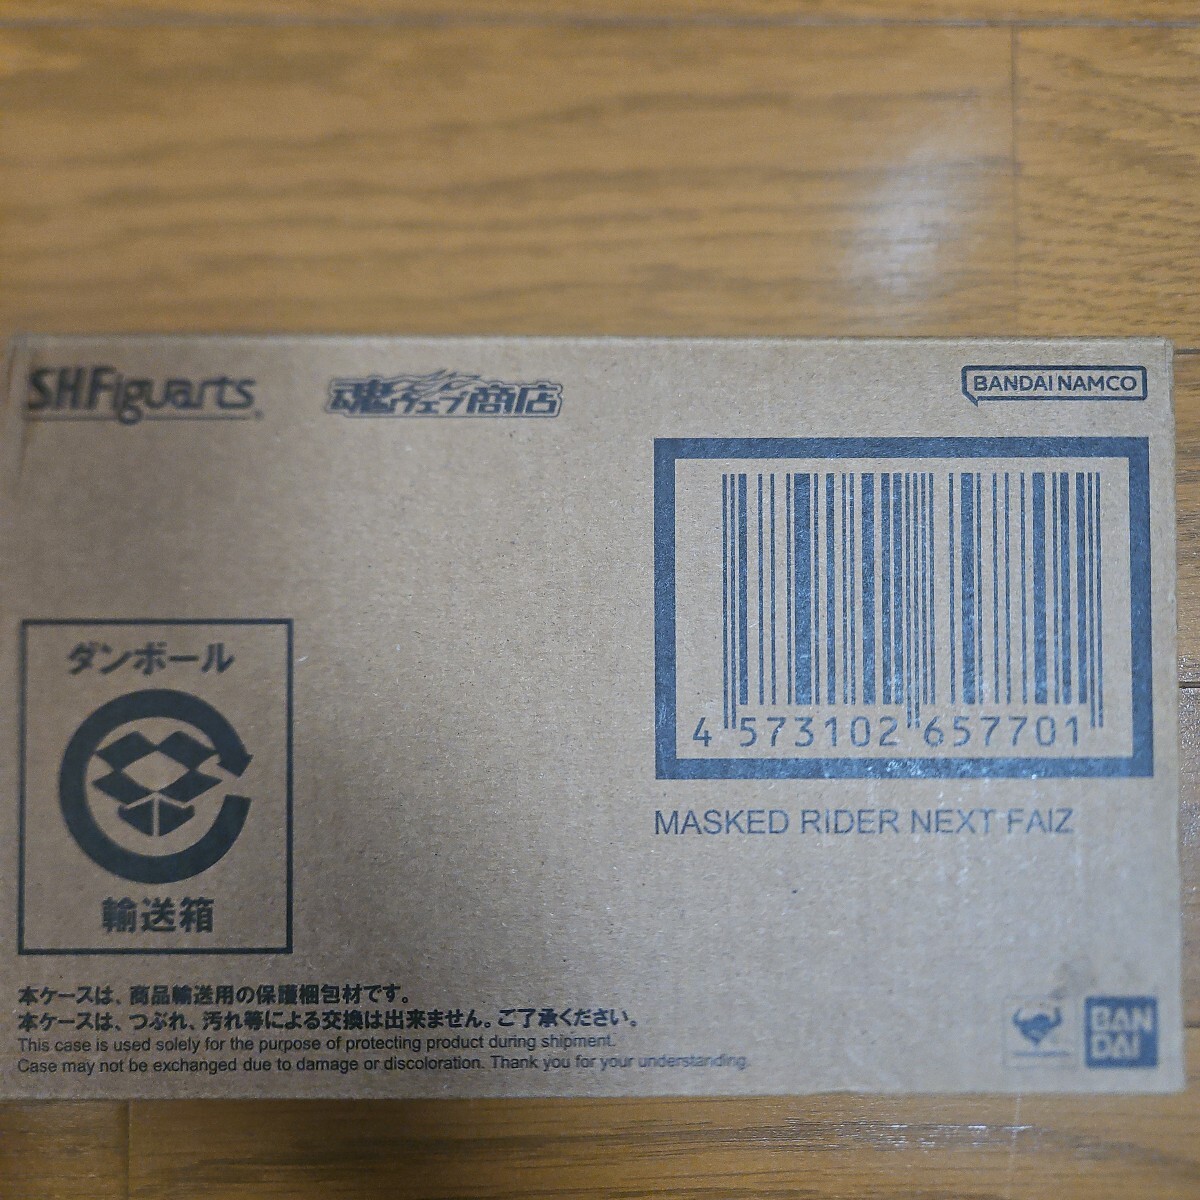 S.H.Figuarts
魂ウェブ商店
BANDAI NAMCO
4 573102 657701
MASKED RIDER NEXT FAIZ
ダンボール
輸送箱
本ケースは、商品輸送用の保護梱包材です。
本ケースは、つぶれ、汚れ等による交換は出来ません。ご了承ください。
This case is used solely for the purpose of protecting product during shipment.
Case may not be exchanged due to damage or discoloration. Thank you for your understanding.
BAN
DAI